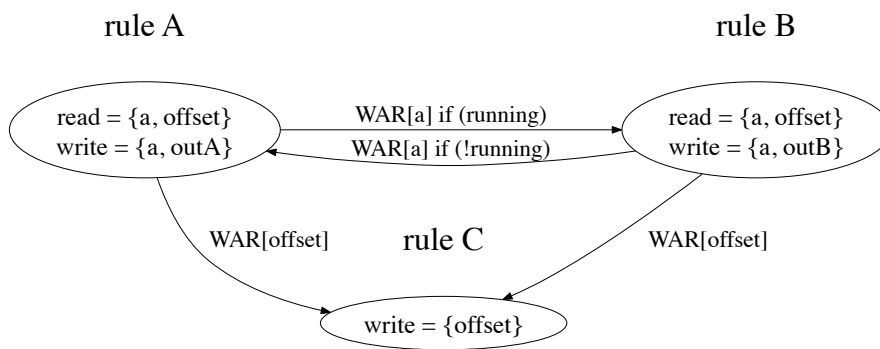 rule A
rule B
read = {a, offset}
write = {a, outA}
WAR[a] if (running)
WAR[a] if (!running)
read = {a, offset}
write = {a, outB}
WAR[offset]
rule C
WAR[offset]
write = {offset}